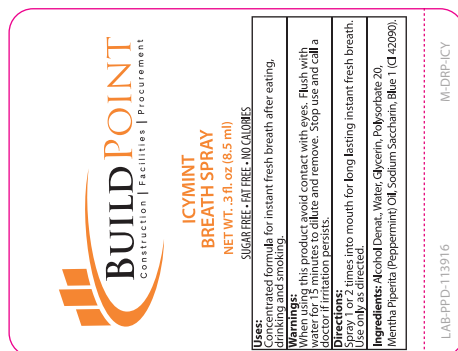 BUILDPOINT
Construction | Facilities | Procurement
ICYMINT
BREATH SPRAY
NET WT. .3 fl. oz (8.5 ml)
SUGAR FREE • FAT FREE • NO CALORIES
Uses:
Concentrated formula for instant fresh breath after eating,
drinking and smoking.
Warnings:
When using this product avoid contact with eyes. Flush with
water for 15 minutes to dilute and remove. Stop use and call a
doctor if irritation persists.
Directions:
Spray 1 or 2 times into mouth for long lasting instant fresh breath.
Use only as directed.
Ingredients: Alcohol Denat., Water, Glycerin, Polysorbate 20,
Mentha Piperita (Peppermint) Oil, Sodium Saccharin, Blue 1 (CI 42090).
LAB-PPD-113916
M-DRP-ICY